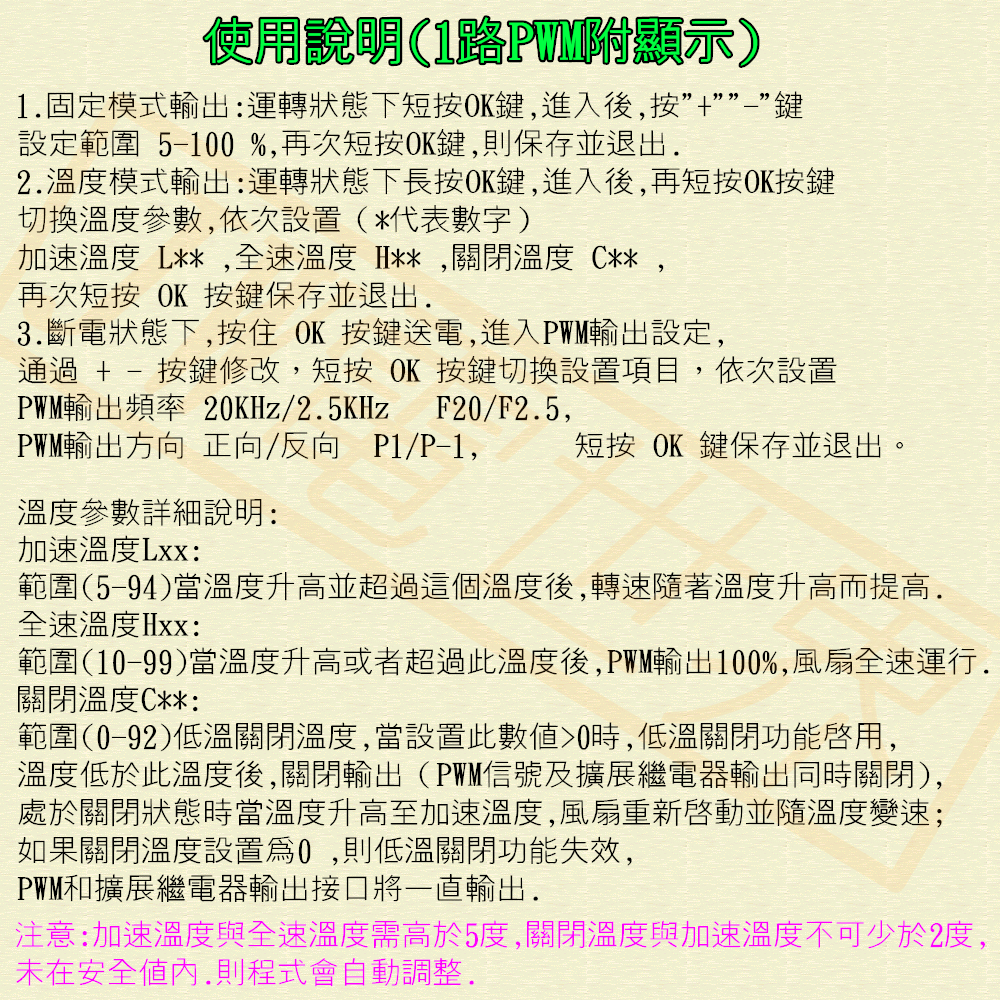 使用說明(1路PWM附顯示)
1.固定模式輸出:運轉狀態下短按OK鍵,進入後,按"+""-"鍵
設定範圍 5-100 %,再次短按OK鍵,則保存並退出.
2.溫度模式輸出:運轉狀態下長按OK鍵,進入後,再短按OK按鍵
切換溫度參數,依次設置（*代表數字）
加速溫度 L** ,全速溫度 H** ,關閉溫度 C** ,
再次短按 OK 按鍵保存並退出.
3.斷電狀態下,按住 OK 按鍵送電,進入PWM輸出設定,
通過 + - 按鍵修改，短按 OK 按鍵切換設置項目，依次設置
PWM輸出頻率 20KHz/2.5KHz F20/F2.5,
PWM輸出方向 正向/反向 P1/P-1, 短按 OK 鍵保存並退出。
溫度參數詳細說明:
加速溫度Lxx:
範圍(5-94)當溫度升高並超過這個溫度後,轉速隨著溫度升高而提高.
全速溫度Hxx:
範圍(10-99)當溫度升高或者超過此溫度後,PWM輸出100%,風扇全速運行.
關閉溫度C**:
範圍(0-92)低溫關閉溫度,當設置此數值>0時,低溫關閉功能啓用,
溫度低於此溫度後,關閉輸出（PWM信號及擴展繼電器輸出同時關閉),
處於關閉狀態時當溫度升高至加速溫度,風扇重新啓動並隨溫度變速;
如果關閉溫度設置爲0 ,則低溫關閉功能失效,
PWM和擴展繼電器輸出接口將一直輸出.
注意:加速溫度與全速溫度需高於5度,關閉溫度與加速溫度不可少於2度,
未在安全値內.則程式會自動調整.